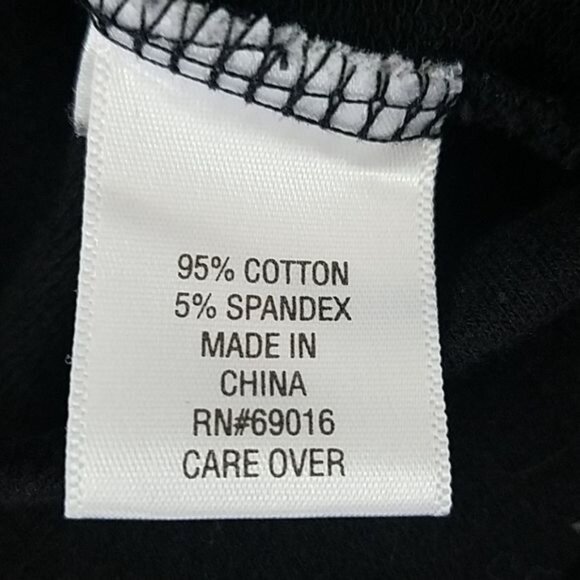 95% COTTON
5% SPANDEX
MADE IN
CHINA
RN#69016
CARE OVER